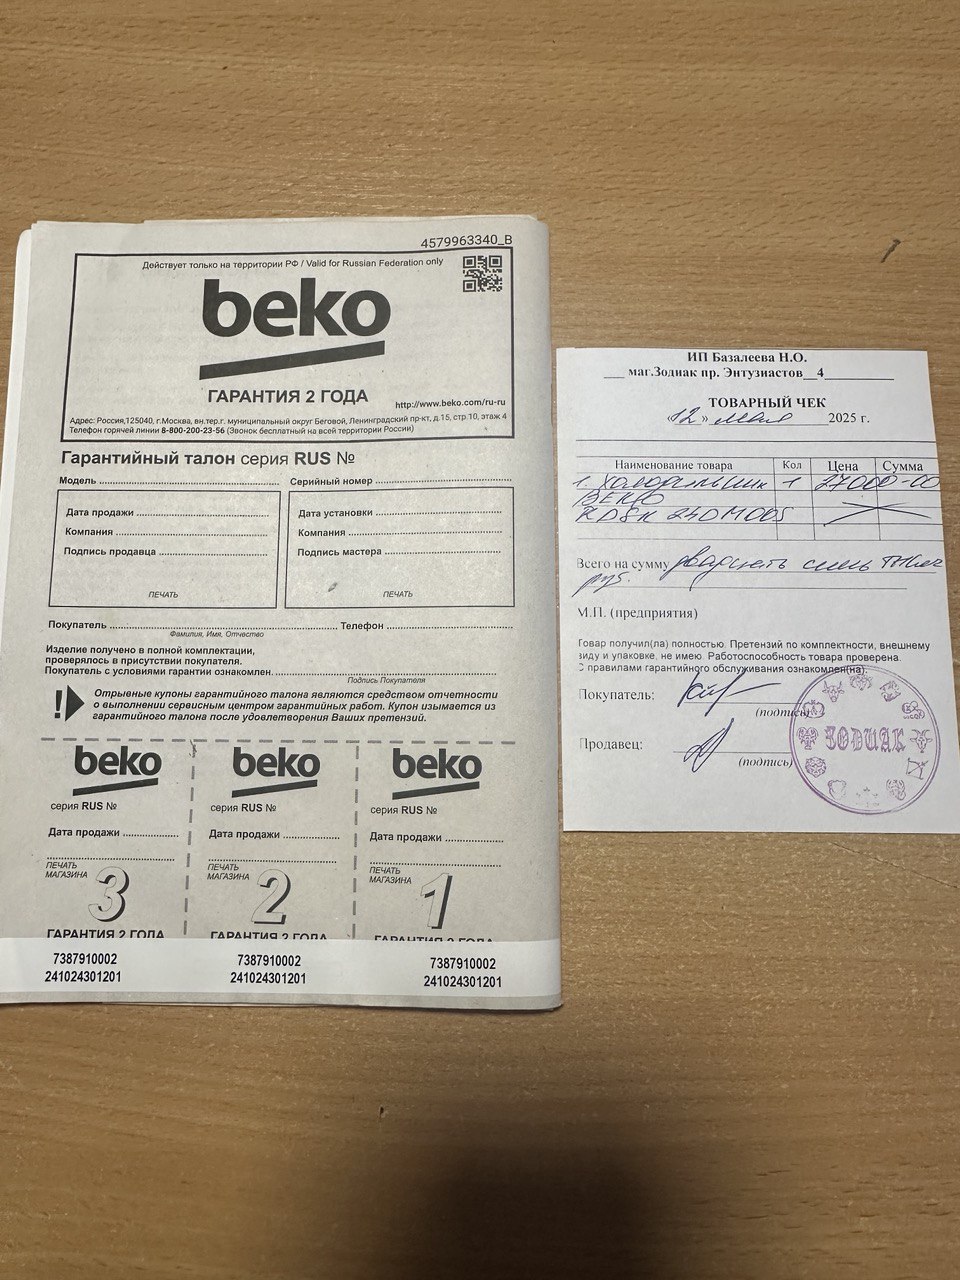 4579963340_B
Действует только на территории РФ / Valid for Russian Federation only
beko
ГАРАНТИЯ 2 ГОДА
http://www.beko.com/ru-ru
Адрес: Россия,125040, г.Москва, вн.тер.г. муниципальный округ Беговой, Ленинградский пр-кт, д.15, стр.10, этаж 4
Телефон горячей линии 8-800-200-23-56 (Звонок бесплатный на всей территории России)
Гарантийный талон серия RUS №
Модель Серийный номер
Дата продажи
Компания
Подпись продавца
ПЕЧАТЬ
Дата установки
Компания
Подпись мастера
ПЕЧАТЬ
Покупатель Телефон
Фамилия, Имя, Отчество
Изделие получено в полной комплектации,
проверялось в присутствии покупателя.
Покупатель с условиями гарантии ознакомлен.
Подпись Покупателя
! Отрывные купоны гарантийного талона являются средством отчетности
о выполнении сервисным центром гарантийных работ. Купон изымается из
гарантийного талона после удовлетворения Ваших претензий.
beko
серия RUS №
Дата продажи
ПЕЧАТЬ
МАГАЗИНА
3
ГАРАНТИЯ 2 ГОДА
7387910002
241024301201
beko
серия RUS №
Дата продажи
ПЕЧАТЬ
МАГАЗИНА
2
ГАРАНТИЯ 2 ГОДА
7387910002
241024301201
beko
серия RUS №
Дата продажи
ПЕЧАТЬ
МАГАЗИНА
1
ГАРАНТИЯ 2 ГОДА
7387910002
241024301201
ИП Базалеева Н.О.
маг.Зодиак пр. Энтузиастов 4
ТОВАРНЫЙ ЧЕК
«12» мая 2025 г.
Наименование товара Кол Цена Сумма
1. Холодильник 1 27000-00
BEKO
RDSK 240M00S
Всего на сумму двадцать семь тысяч
руб.
М.П. (предприятия)
Товар получил(ла) полностью. Претензий по комплектности, внешнему
виду и упаковке, не имею. Работоспособность товара проверена.
С правилами гарантийного обслуживания ознакомлен(на).
Покупатель:
(подпись)
Продавец:
(подпись)
ZODIAK